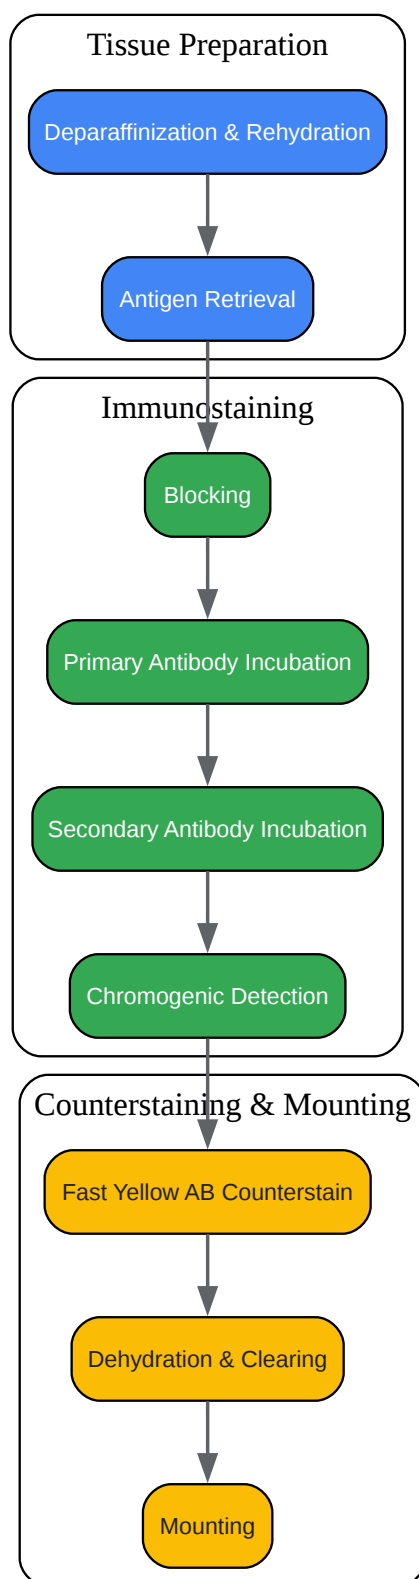 Tissue Preparation
Deparaffinization & Rehydration
Antigen Retrieval
Immunostaining
Blocking
Primary Antibody Incubation
Secondary Antibody Incubation
Chromogenic Detection
Counterstaining & Mounting
Fast Yellow AB Counterstain
Dehydration & Clearing
Mounting